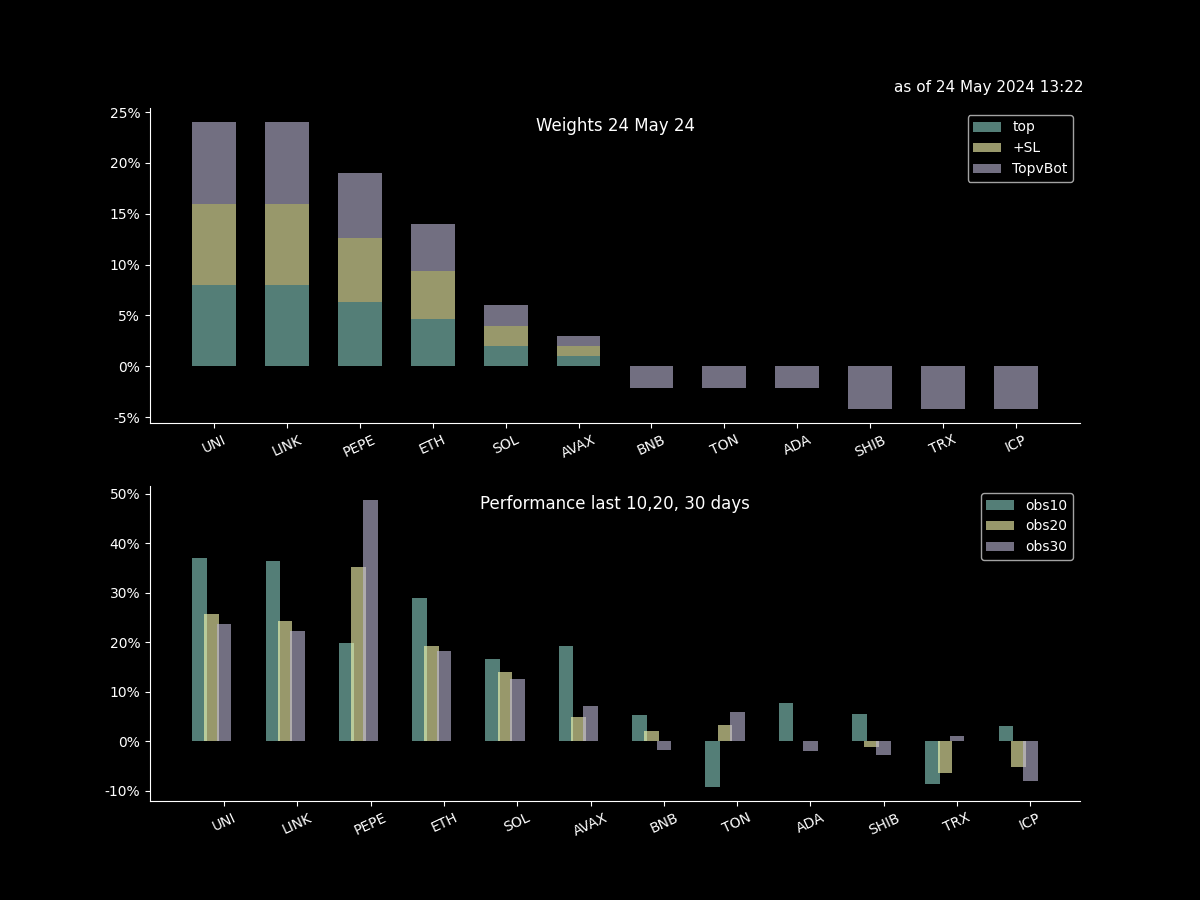 as of 24 May 2024 13:22
Weights 24 May 24
top
+SL
TopvBot
25%
20%
15%
10%
5%
0%
-5%
UNI LINK PEPE ETH SOL AVAX BNB TON ADA SHIB TRX ICP
Performance last 10,20, 30 days
obs10
obs20
obs30
50%
40%
30%
20%
10%
0%
-10%
UNI LINK PEPE ETH SOL AVAX BNB TON ADA SHIB TRX ICP